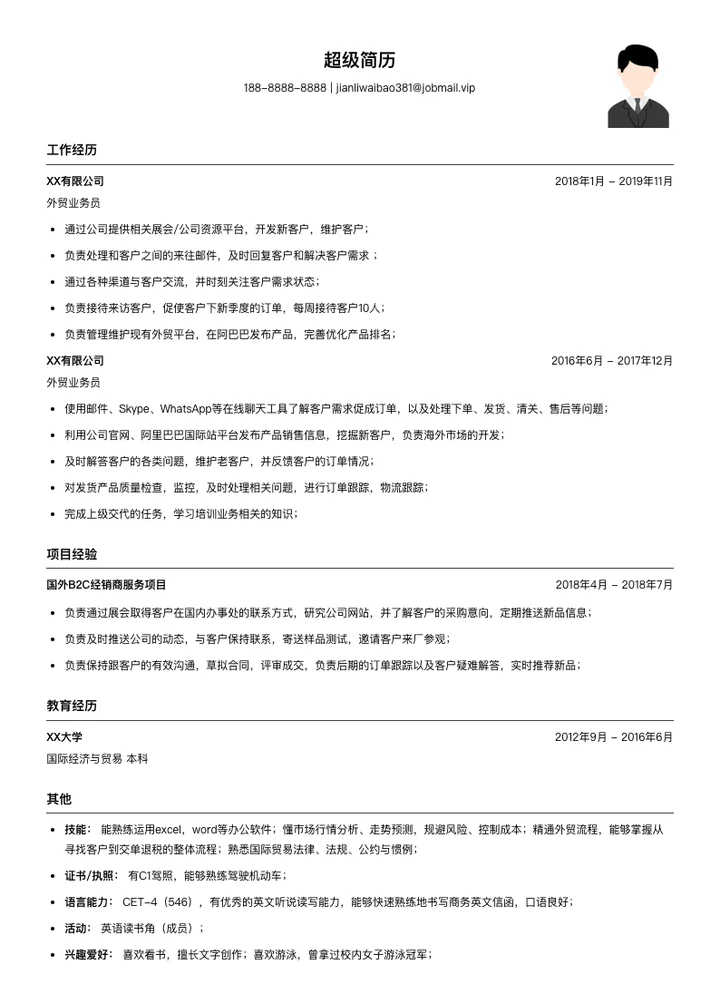 超级简历
188-8888-8888 | jianliwaibao381@jobmail.vip
工作经历
XX有限公司 2018年1月 – 2019年11月
外贸业务员
• 通过公司提供相关展会/公司资源平台，开发新客户，维护客户；
• 负责处理和客户之间的来往邮件，及时回复客户和解决客户需求 ；
• 通过各种渠道与客户交流，并时刻关注客户需求状态；
• 负责接待来访客户，促使客户下新季度的订单，每周接待客户10人；
• 负责管理维护现有外贸平台，在阿巴巴发布产品，完善优化产品排名；
XX有限公司 2016年6月 – 2017年12月
外贸业务员
• 使用邮件、Skype、WhatsApp等在线聊天工具了解客户需求促成订单，以及处理下单、发货、清关、售后等问题；
• 利用公司官网、阿里巴巴国际站平台发布产品销售信息，挖掘新客户，负责海外市场的开发；
• 及时解答客户的各类问题，维护老客户，并反馈客户的订单情况；
• 对发货产品质量检查，监控，及时处理相关问题，进行订单跟踪，物流跟踪；
• 完成上级交代的任务，学习培训业务相关的知识；
项目经验
国外B2C经销商服务项目 2018年4月 – 2018年7月
• 负责通过展会取得客户在国内办事处的联系方式，研究公司网站，并了解客户的采购意向，定期推送新品信息；
• 负责及时推送公司的动态，与客户保持联系，寄送样品测试，邀请客户来厂参观；
• 负责保持跟客户的有效沟通，草拟合同，评审成交，负责后期的订单跟踪以及客户疑难解答，实时推荐新品；
教育经历
XX大学 2012年9月 – 2016年6月
国际经济与贸易 本科
其他
• 技能： 能熟练运用excel，word等办公软件；懂市场行情分析、走势预测，规避风险、控制成本；精通外贸流程，能够掌握从
寻找客户到交单退税的整体流程；熟悉国际贸易法律、法规、公约与惯例；
• 证书/执照： 有C1驾照，能够熟练驾驶机动车；
• 语言能力： CET-4（546），有优秀的英文听说读写能力，能够快速熟练地书写商务英文信函，口语良好；
• 活动： 英语读书角（成员）；
• 兴趣爱好： 喜欢看书，擅长文字创作；喜欢游泳，曾拿过校内女子游泳冠军；